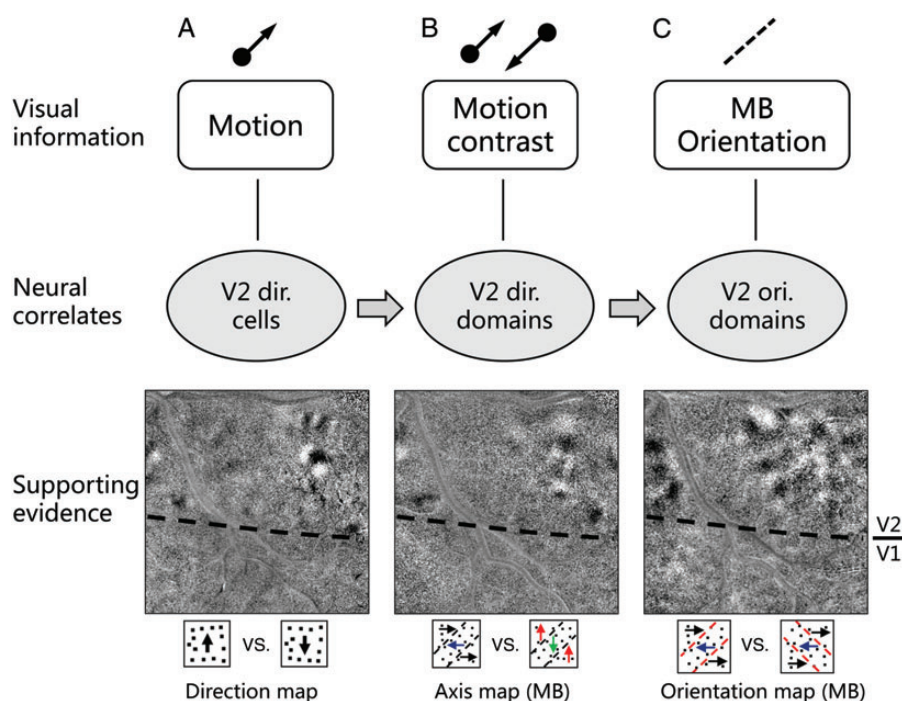 A
B
C
Visual
information
Motion
Motion
contrast
MB
Orientation
Neural
correlates
V2 dir.
cells
V2 dir.
domains
V2 ori.
domains
Supporting
evidence
V2
V1
vs.
vs.
vs.
Direction map
Axis map (MB)
Orientation map (MB)